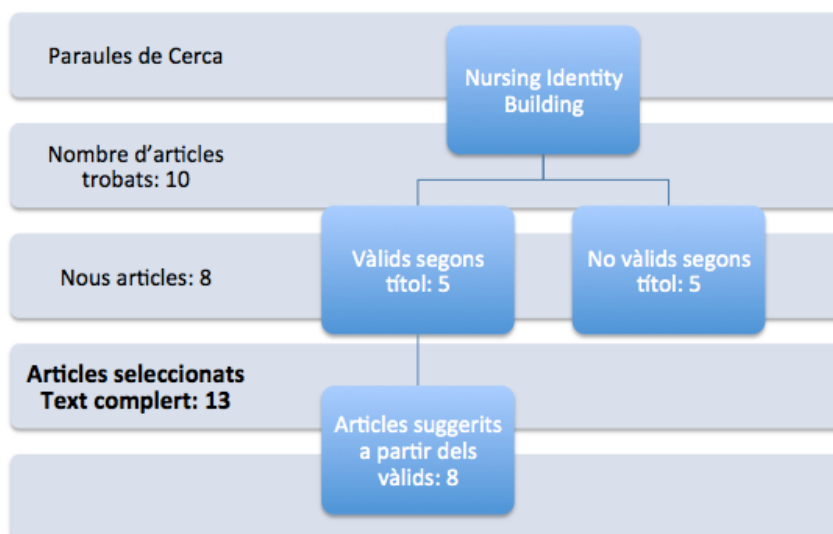 Paraules de Cerca
Nursing Identity
Building
Nombre d'articles
trobats: 10
Nous articles: 8
Vàlids segons
títol: 5
No vàlids segons
títol: 5
Articles seleccionats
Text complert: 13
Articles suggerits
a partir dels
vàlids: 8